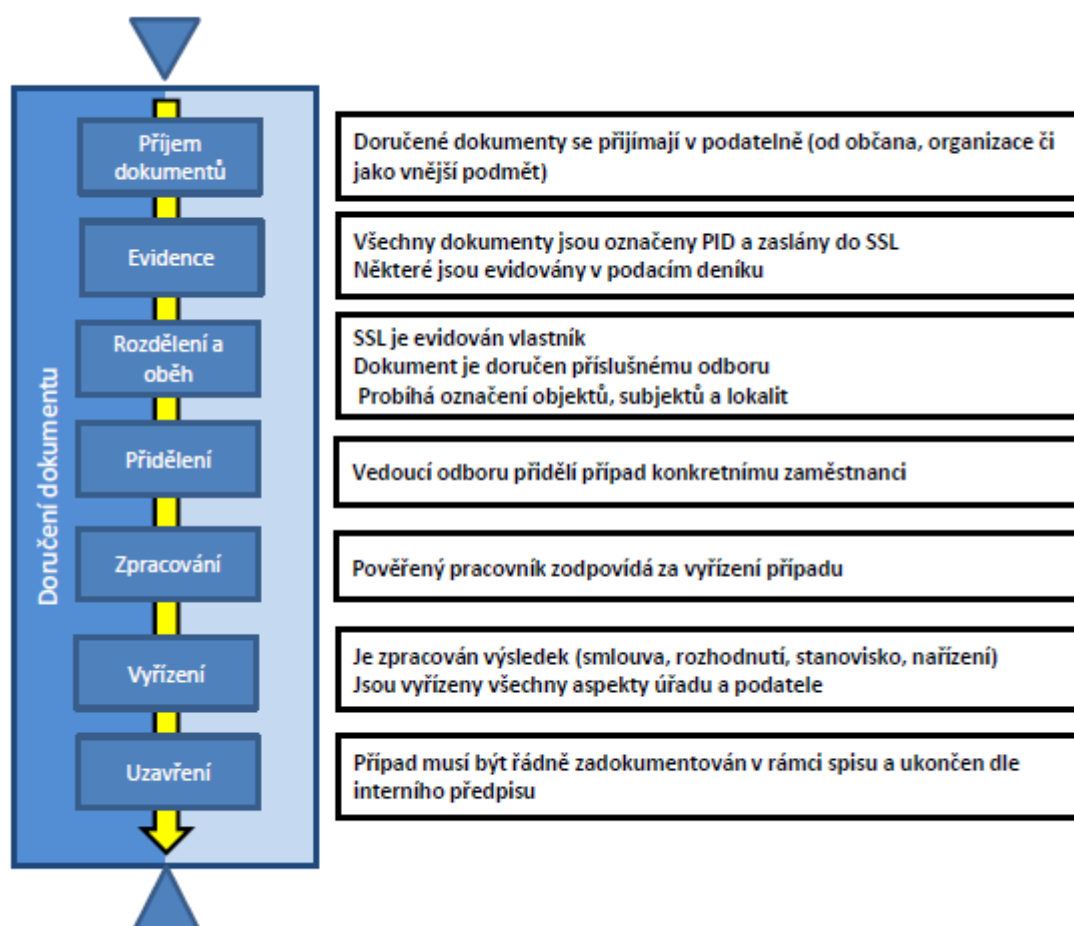 Doručení dokumentu
Příjem
dokumentů
Doručené dokumenty se přijímají v podatelně (od občana, organizace či
jako vnější podmět)
Evidence
Všechny dokumenty jsou označeny PID a zaslány do SSL
Některé jsou evidovány v podacím deníku
Rozdělení a
oběh
SSL je evidován vlastník
Dokument je doručen příslušnému odboru
Probíhá označení objektů, subjektů a lokalit
Přidělení
Vedoucí odboru přidělí případ konkretnímu zaměstnanci
Zpracování
Pověřený pracovník zodpovídá za vyřízení případu
Vyřízení
Je zpracován výsledek (smlouva, rozhodnutí, stanovisko, nařízení)
Jsou vyřízeny všechny aspekty úřadu a podatele
Uzavření
Případ musí být řádně zadokumentován v rámci spisu a ukončen dle
interního předpisu